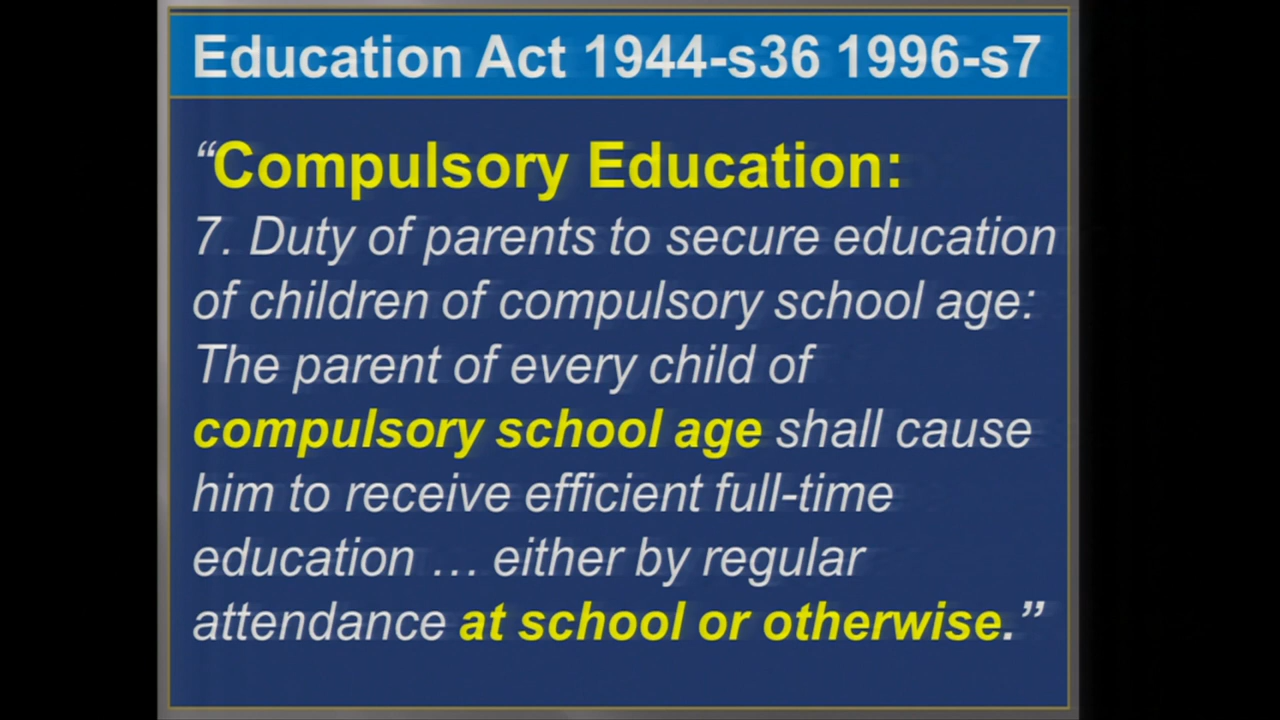 Education Act 1944-s36 1996-s7
“Compulsory Education:
7. Duty of parents to secure education
of children of compulsory school age:
The parent of every child of
compulsory school age shall cause
him to receive efficient full-time
education … either by regular
attendance at school or otherwise.”